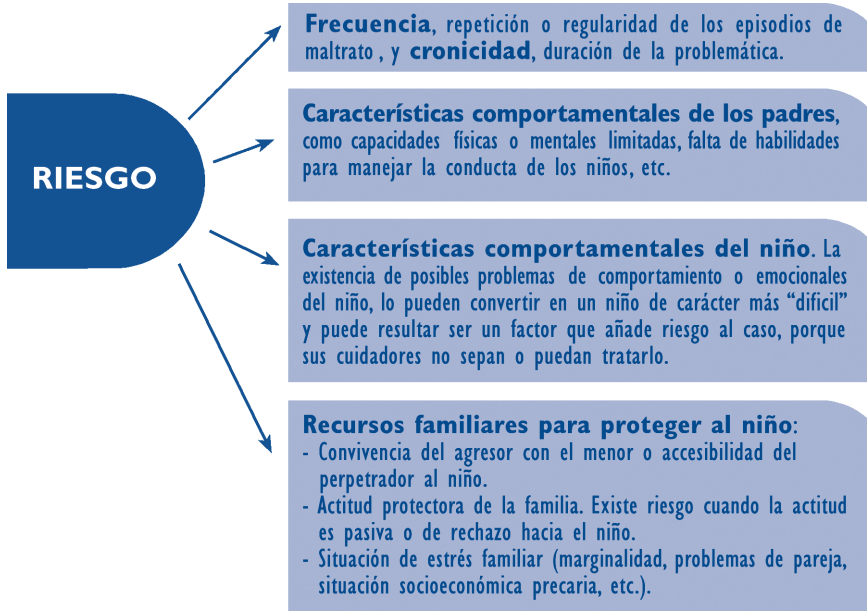 RIESGO
Frecuencia, repetición o regularidad de los episodios de
maltrato , y cronicidad, duración de la problemática.
Característícas comportamentales de los padres,
como capacidades físicas o mentales limitadas, falta de habilidades
para manejar la conducta de los niños, etc.
Característícas comportamentales del niño. La
existencia de posibles problemas de comportamiento o emocionales
del niño, lo pueden convertir en un niño de carácter más “dificil”
y puede resultar ser un factor que añade riesgo al caso, porque
sus cuidadores no sepan o puedan tratarlo.
Recursos familiares para proteger al niño:
- Convivencia del agresor con el menor o accesibilidad del
perpetrador al niño.
- Actitud protectora de la familia. Existe riesgo cuando la actitud
es pasiva o de rechazo hacia el niño.
- Situación de estrés familiar (marginalidad, problemas de pareja,
situación socioeconómica precaria, etc.).